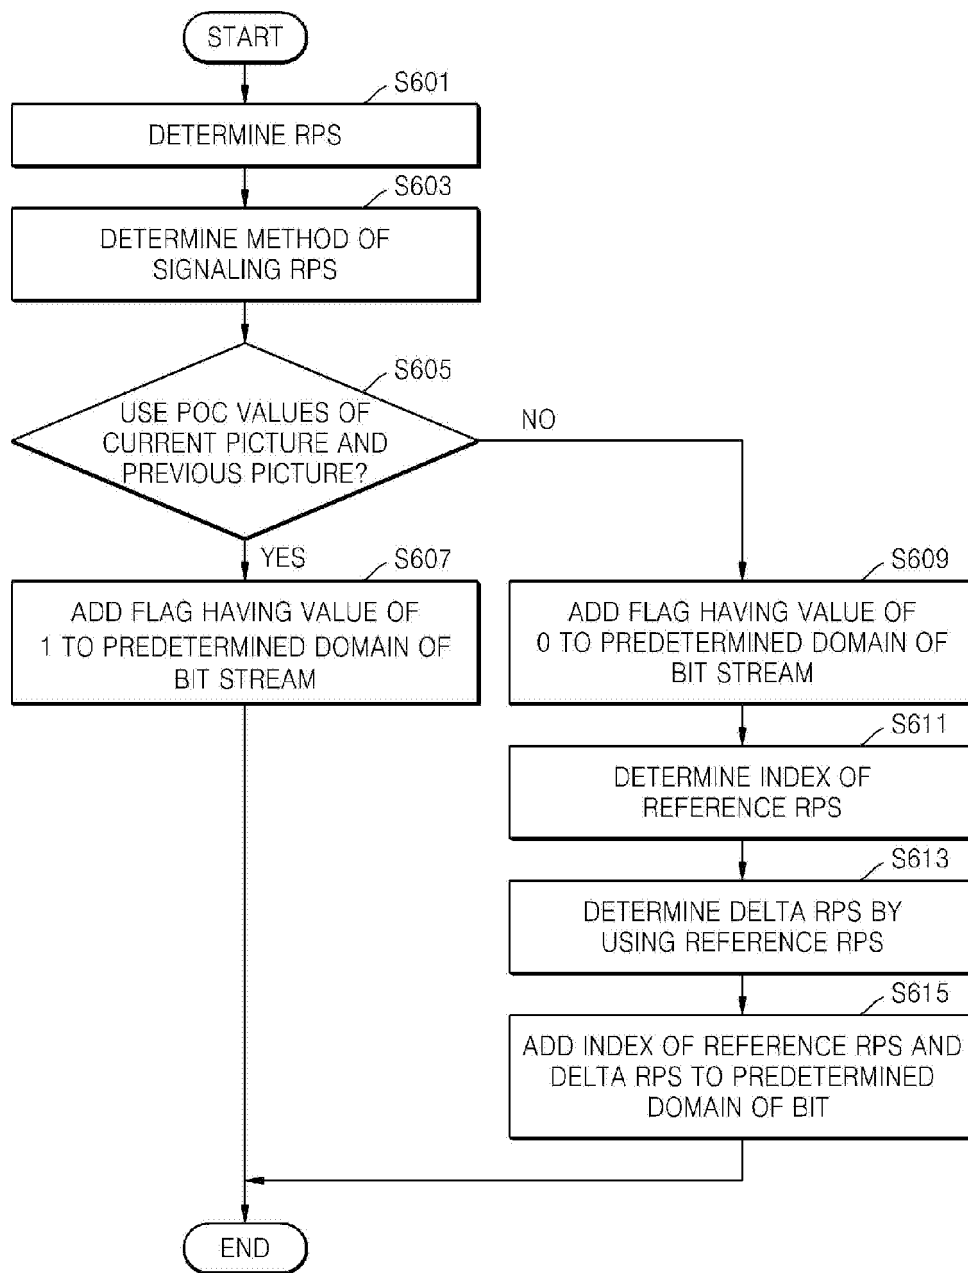 START
S601
DETERMINE RPS
S603
DETERMINE METHOD OF
SIGNALING RPS
S605
USE POC VALUES OF
CURRENT PICTURE AND
PREVIOUS PICTURE?
NO
YES
S607
ADD FLAG HAVING VALUE OF
1 TO PREDETERMINED DOMAIN OF
BIT STREAM
S609
ADD FLAG HAVING VALUE OF
0 TO PREDETERMINED DOMAIN OF
BIT STREAM
S611
DETERMINE INDEX OF
REFERENCE RPS
S613
DETERMINE DELTA RPS BY
USING REFERENCE RPS
S615
ADD INDEX OF REFERENCE RPS AND
DELTA RPS TO PREDETERMINED
DOMAIN OF BIT
END